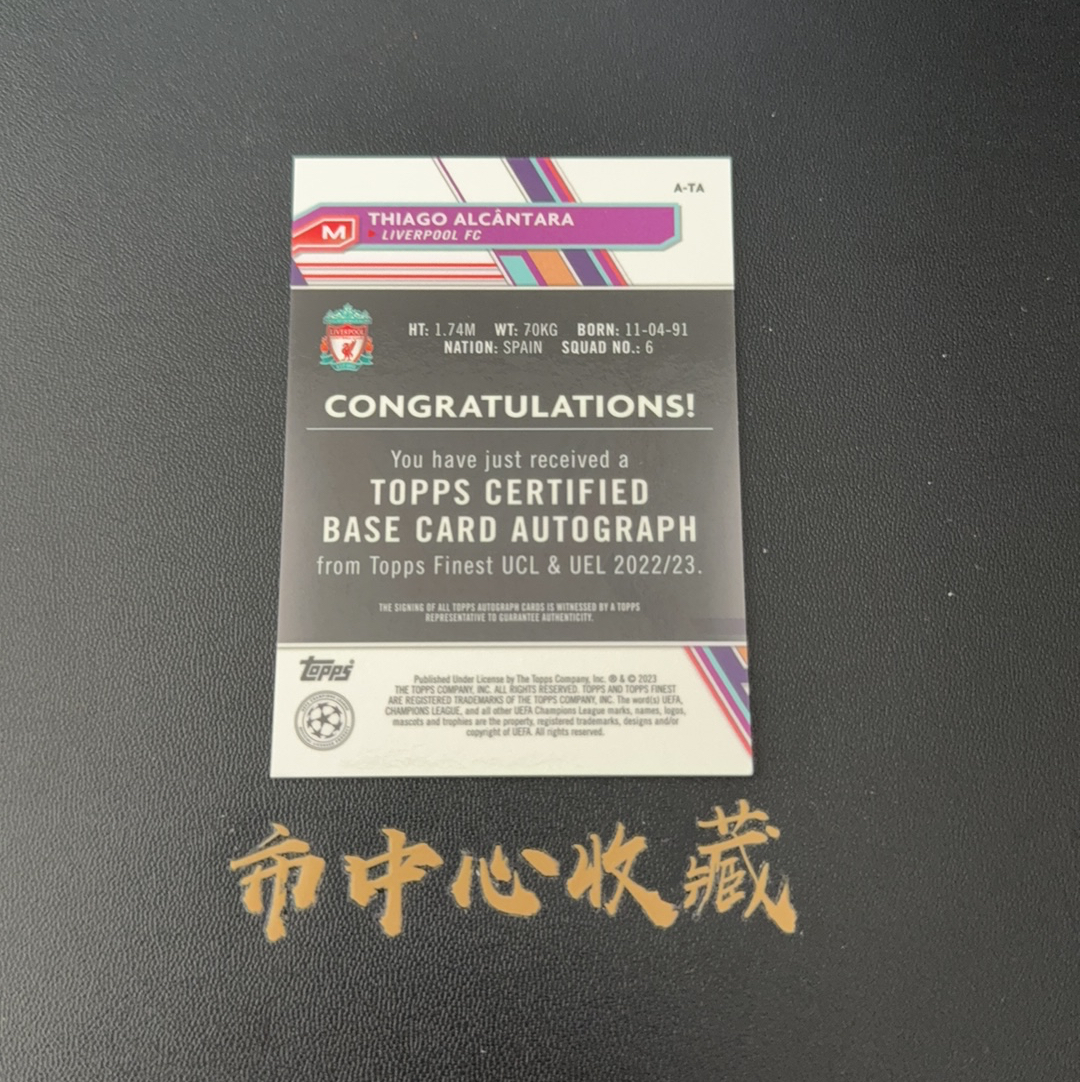 A-TA
M
THIAGO ALCÂNTARA
LIVERPOOL FC
LIVERPOOL
HT: 1.74M WT: 70KG BORN: 11-04-91
NATION: SPAIN SQUAD NO.: 6
CONGRATULATIONS!
You have just received a
TOPPS CERTIFIED
BASE CARD AUTOGRAPH
from Topps Finest UCL & UEL 2022/23.
THE SIGNING OF ALL TOPPS AUTOGRAPH CARDS IS WITNESSED BY A TOPPS
REPRESENTATIVE TO GUARANTEE AUTHENTICITY.
Topps
Published Under License by The Topps Company, Inc. ® & © 2023
THE TOPPS COMPANY, INC. ALL RIGHTS RESERVED. TOPPS AND TOPPS FINEST
ARE REGISTERED TRADEMARKS OF THE TOPPS COMPANY, INC. The word(s) UEFA,
CHAMPIONS LEAGUE, and all other UEFA Champions League marks, names, logos,
mascots and trophies are the property, registered trademarks, designs and/or
copyright of UEFA. All rights reserved.
市中心收藏